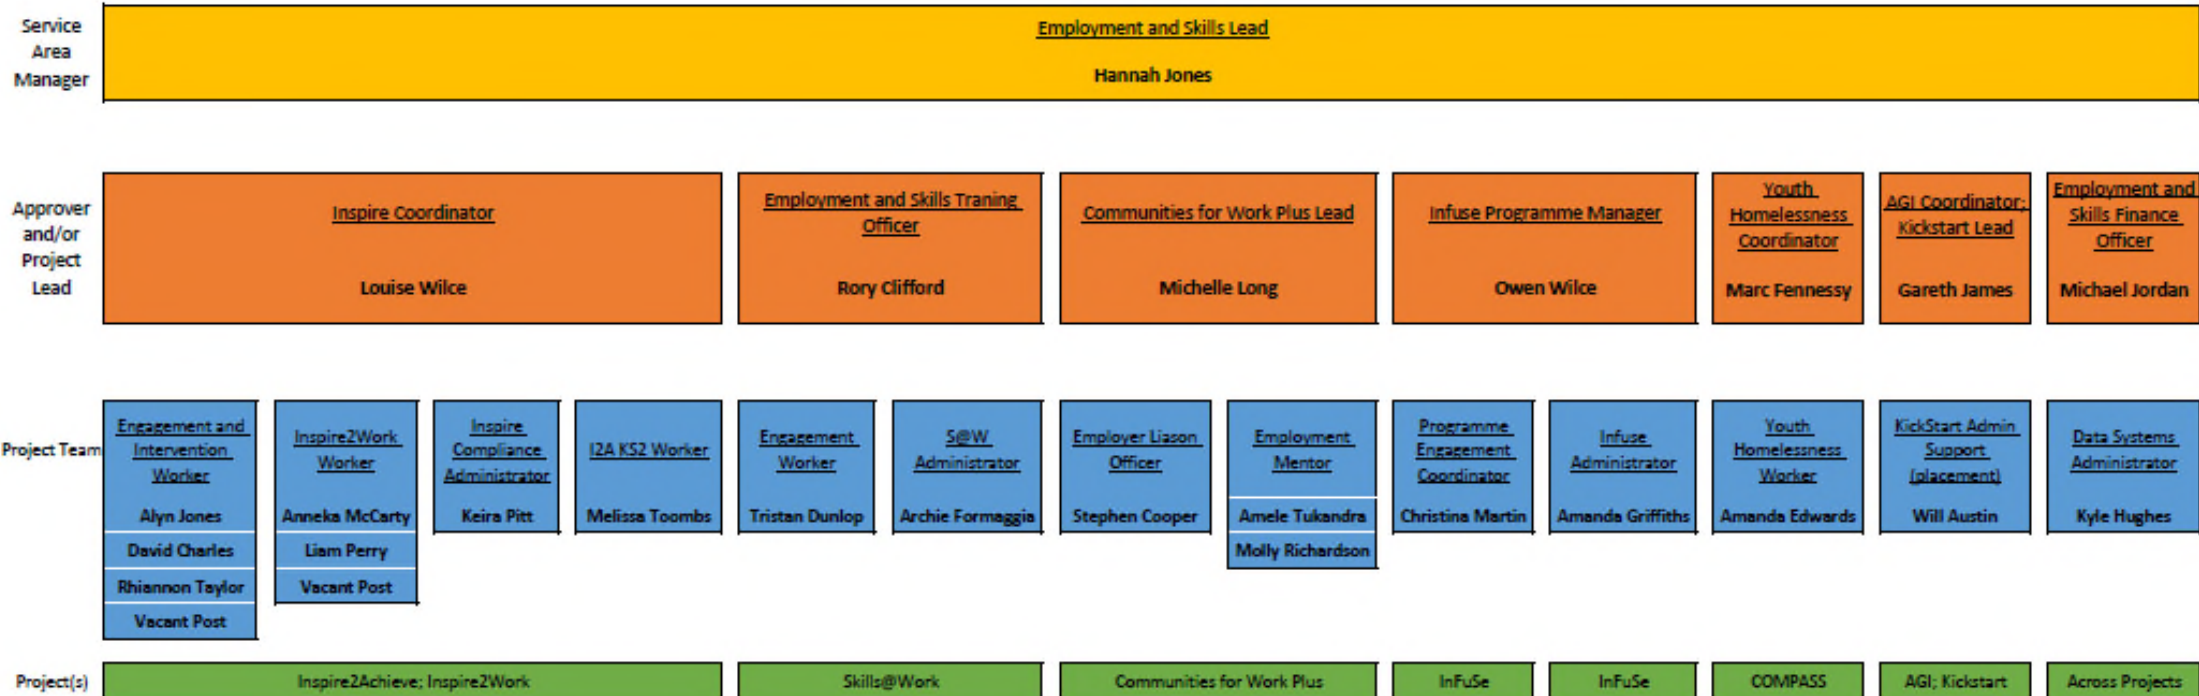 Service
Area
Manager
Employment and Skills Lead
Hannah Jones
Approver
and/or
Project
Lead
Inspire Coordinator
Louise Wilce
Employment and Skills Traning
Officer
Rory Clifford
Communities for Work Plus Lead
Michelle Long
Infuse Programme Manager
Owen Wilce
Youth
Homelessness
Coordinator
Marc Fennessy
AGI Coordinator;
Kickstart Lead
Gareth James
Employment and
Skills Finance
Officer
Michael Jordan
Project Team
Engagement and
Intervention
Worker
Alyn Jones
David Charles
Rhiannon Taylor
Vacant Post
Inspire2Work
Worker
Anneka McCarty
Liam Perry
Vacant Post
Inspire
Compliance
Administrator
Keira Pitt
I2A KS2 Worker
Melissa Toombs
Engagement
Worker
Tristan Dunlop
S@W
Administrator
Archie Formaggia
Employer Liason
Officer
Stephen Cooper
Employment
Mentor
Amele Tukandra
Molly Richardson
Programme
Engagement
Coordinator
Christina Martin
Infuse
Administrator
Amanda Griffiths
Youth
Homelessness
Worker
Amanda Edwards
KickStart Admin
Support
(placement)
Will Austin
Data Systems
Administrator
Kyle Hughes
Project(s)
Inspire2Achieve; Inspire2Work
Skills@Work
Communities for Work Plus
InFuSe
InFuSe
COMPASS
AGI; Kickstart
Across Projects